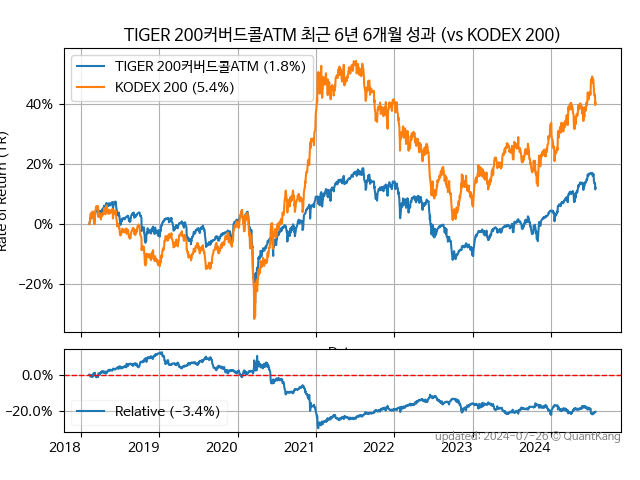 TIGER 200커버드콜ATM 최근 6년 6개월 성과 (vs KODEX 200)
TIGER 200커버드콜ATM (1.8%)
KODEX 200 (5.4%)
Rate of Return (TR)
40%
20%
0%
−20%
0.0%
−20.0%
Relative (−3.4%)
2018 2019 2020 2021 2022 2023 2024
updated: 2024-07-26 © QuantKang